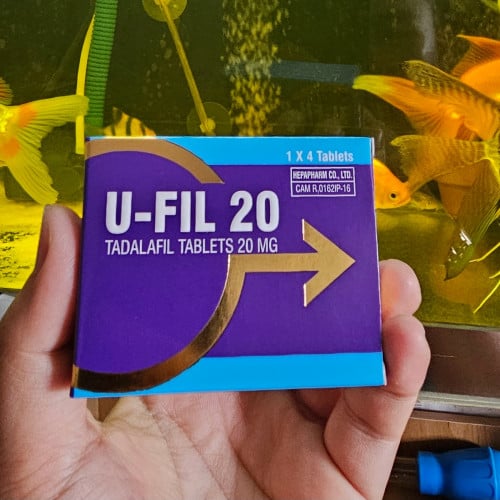 1 X 4 Tablets
HEPAPHARM CO., LTD.
CAM R.0162IP-16
U-FIL 20
TADALAFIL TABLETS 20 MG